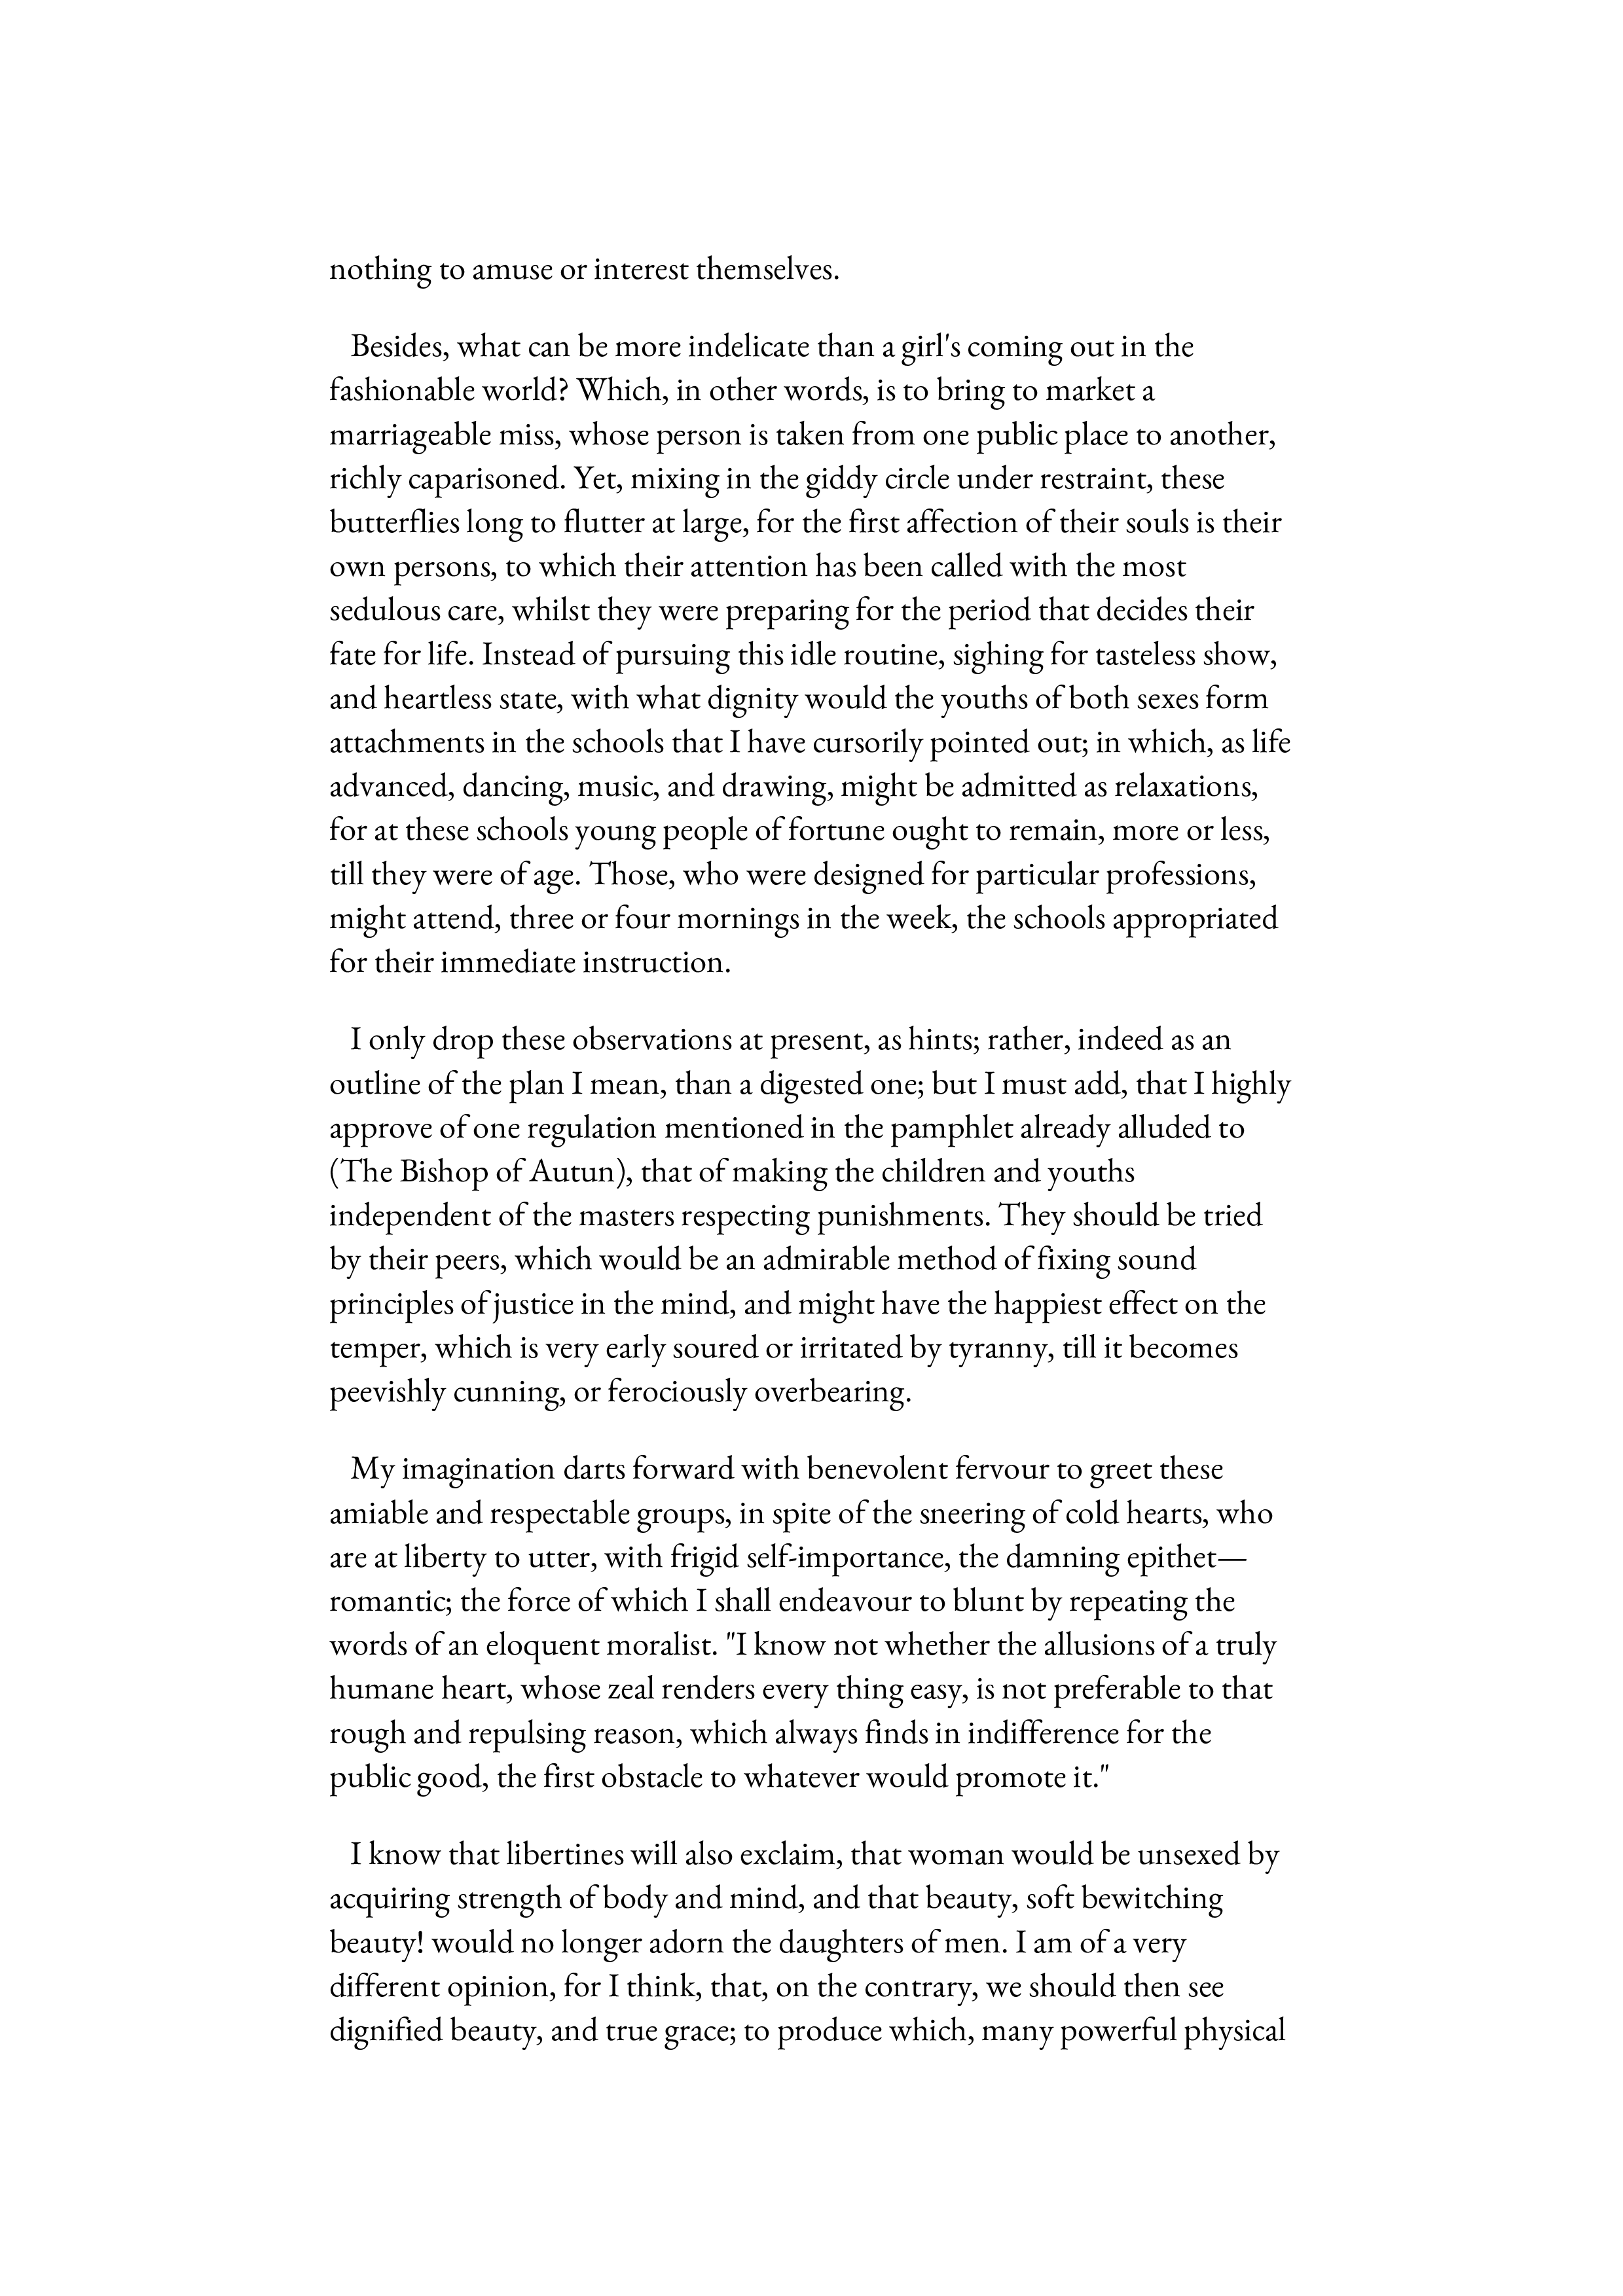 nothing to amuse or interest themselves.
Besides, what can be more indelicate than a girl's coming out in the
fashionable world? Which, in other words, is to bring to market a
marriageable miss, whose person is taken from one public place to another,
richly caparisoned. Yet, mixing in the giddy circle under restraint, these
butterflies long to flutter at large, for the first affection of their souls is their
own persons, to which their attention has been called with the most
sedulous care, whilst they were preparing for the period that decides their
fate for life. Instead of pursuing this idle routine, sighing for tasteless show,
and heartless state, with what dignity would the youths of both sexes form
attachments in the schools that I have cursorily pointed out; in which, as life
advanced, dancing, music, and drawing, might be admitted as relaxations,
for at these schools young people of fortune ought to remain, more or less,
till they were of age. Those, who were designed for particular professions,
might attend, three or four mornings in the week, the schools appropriated
for their immediate instruction.
I only drop these observations at present, as hints; rather, indeed as an
outline of the plan I mean, than a digested one; but I must add, that I highly
approve of one regulation mentioned in the pamphlet already alluded to
(The Bishop of Autun), that of making the children and youths
independent of the masters respecting punishments. They should be tried
by their peers, which would be an admirable method of fixing sound
principles of justice in the mind, and might have the happiest effect on the
temper, which is very early soured or irritated by tyranny, till it becomes
peevishly cunning, or ferociously overbearing.
My imagination darts forward with benevolent fervour to greet these
amiable and respectable groups, in spite of the sneering of cold hearts, who
are at liberty to utter, with frigid self-importance, the damning epithet—
romantic; the force of which I shall endeavour to blunt by repeating the
words of an eloquent moralist. "I know not whether the allusions of a truly
humane heart, whose zeal renders every thing easy, is not preferable to that
rough and repulsing reason, which always finds in indifference for the
public good, the first obstacle to whatever would promote it."
I know that libertines will also exclaim, that woman would be unsexed by
acquiring strength of body and mind, and that beauty, soft bewitching
beauty! would no longer adorn the daughters of men. I am of a very
different opinion, for I think, that, on the contrary, we should then see
dignified beauty, and true grace; to produce which, many powerful physical